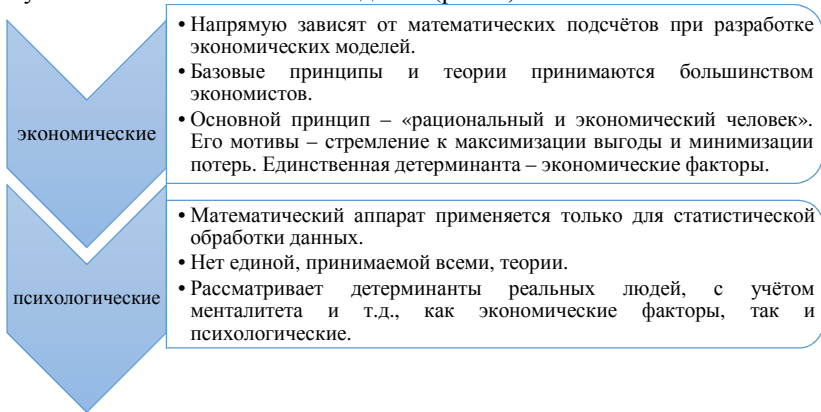 экономические
• Напрямую зависят от математических подсчётов при разработке
экономических моделей.
• Базовые принципы и теории принимаются большинством
экономистов.
• Основной принцип – «рациональный и экономический человек».
Его мотивы – стремление к максимизации выгоды и минимизации
потерь. Единственная детерминанта – экономические факторы.
психологические
• Математический аппарат применяется только для статистической
обработки данных.
• Нет единой, принимаемой всеми, теории.
• Рассматривает детерминанты реальных людей, с учётом
менталитета и т.д., как экономические факторы, так и
психологические.